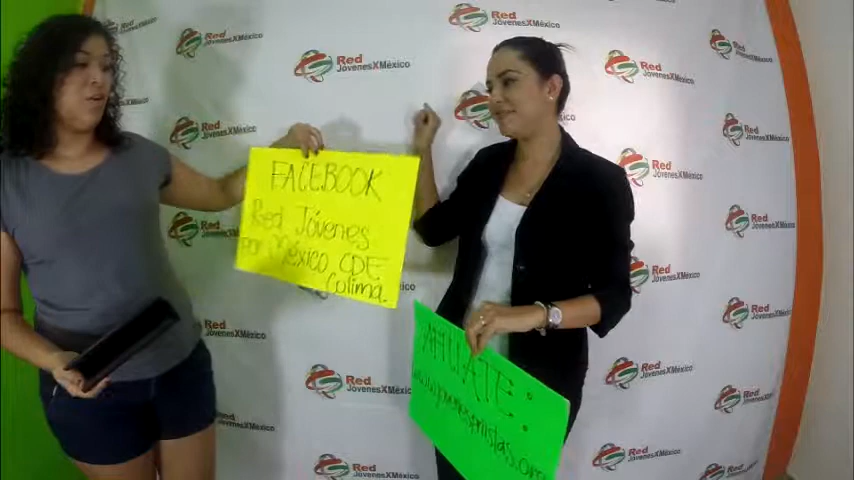 FACEBOOK
Red Jóvenes
por México CDE
Colima
AFILIATE:
Red
JóvenesXMéxico